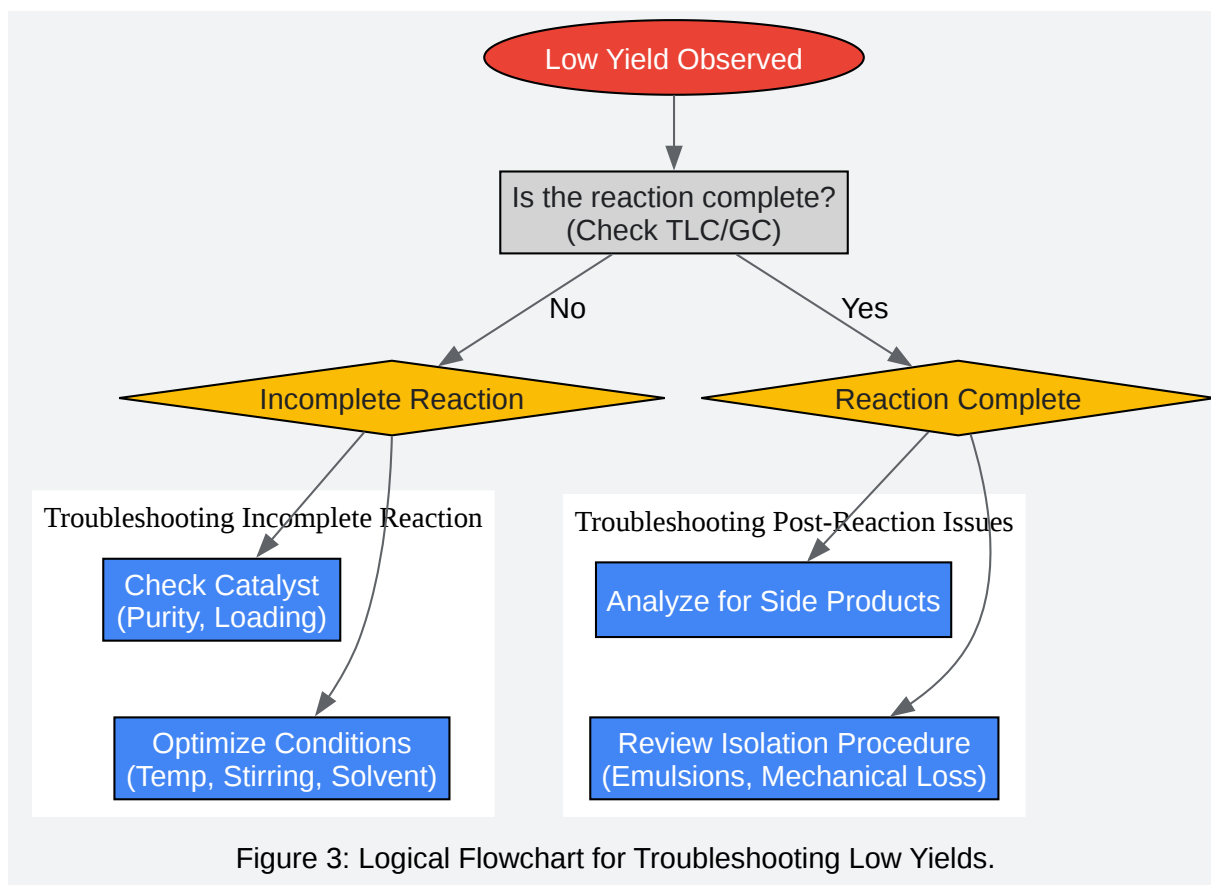 Low Yield Observed
Is the reaction complete?
(Check TLC/GC)
No
Yes
Incomplete Reaction
Reaction Complete
Troubleshooting Incomplete Reaction
Check Catalyst
(Purity, Loading)
Optimize Conditions
(Temp, Stirring, Solvent)
Troubleshooting Post-Reaction Issues
Analyze for Side Products
Review Isolation Procedure
(Emulsions, Mechanical Loss)
Figure 3: Logical Flowchart for Troubleshooting Low Yields.